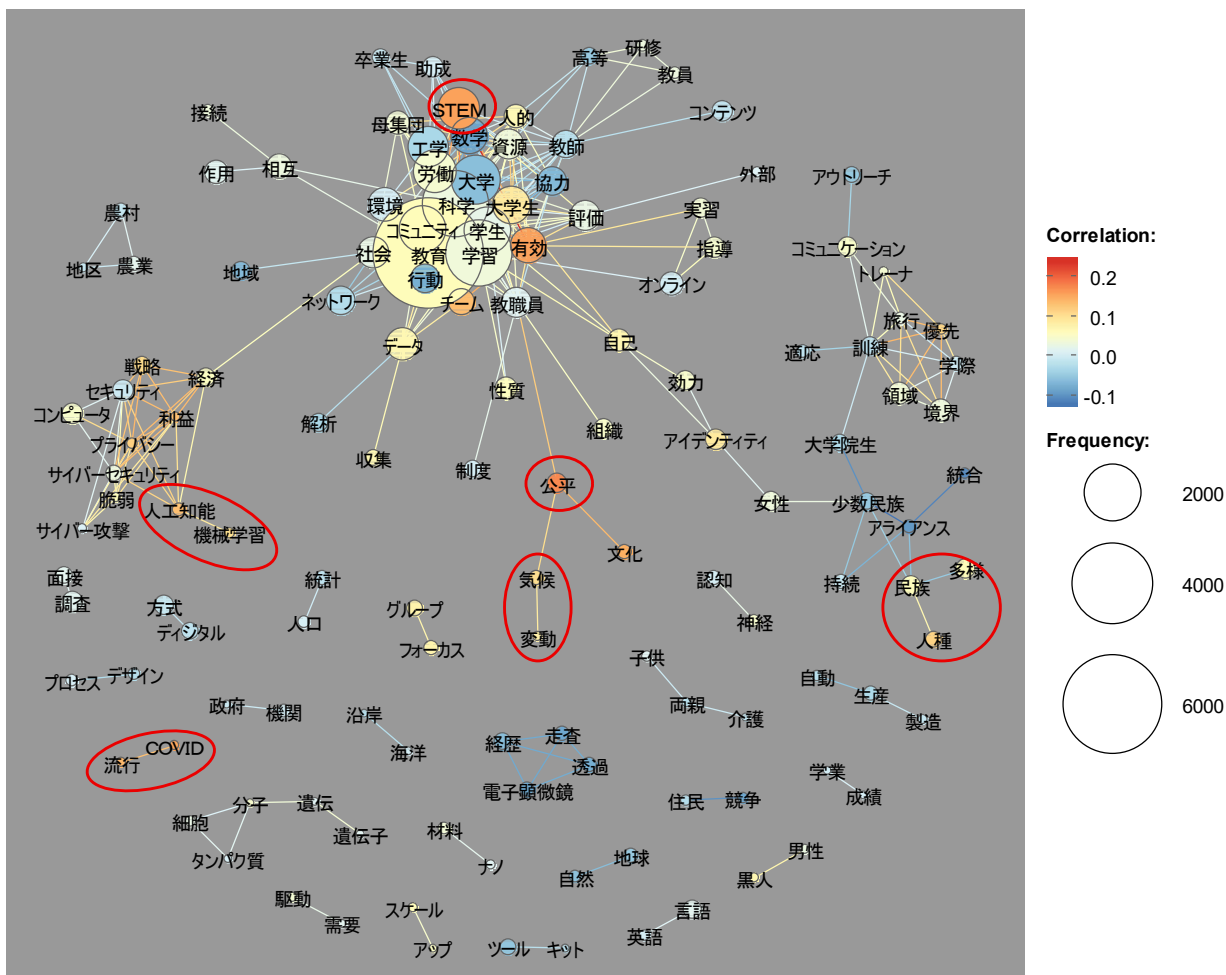 卒業生
助成
高等
研修
教員
接続
STEM
人的
コンテンツ
母集団
数学
工学
資源
教師
作用
相互
労働
大学
協力
外部
アウトリーチ
農村
環境
科学
大学生
評価
実習
コミュニティ
学生
有効
指導
コミュニケーション
地区
農業
地域
社会
教育
学習
オンライン
トレーナ
行動
ネットワーク
チーム
教職員
旅行
優先
データ
自己
適応
訓練
学際
戦略
経済
セキュリティ
性質
効力
領域
境界
コンピュータ
利益
解析
組織
アイデンティティ
大学院生
プライバシー
収集
制度
サイバーセキュリティ
公平
統合
脆弱
人工知能
女性
少数民族
サイバー攻撃
機械学習
アライアンス
文化
面接
統計
気候
認知
持続
民族
多様
調査
方式
グループ
ディジタル
人口
変動
神経
人種
フォーカス
子供
プロセス
デザイン
自動
生産
政府
機関
沿岸
両親
介護
製造
COVID
流行
海洋
経歴
走査
透過
電子顕微鏡
学業
成績
住民
競争
分子
遺伝
細胞
遺伝子
材料
タンパク質
ナノ
地球
自然
男性
黒人
駆動
需要
スケール
アップ
言語
英語
ツール
キット
Correlation:
0.2
0.1
0.0
-0.1
Frequency:
2000
4000
6000